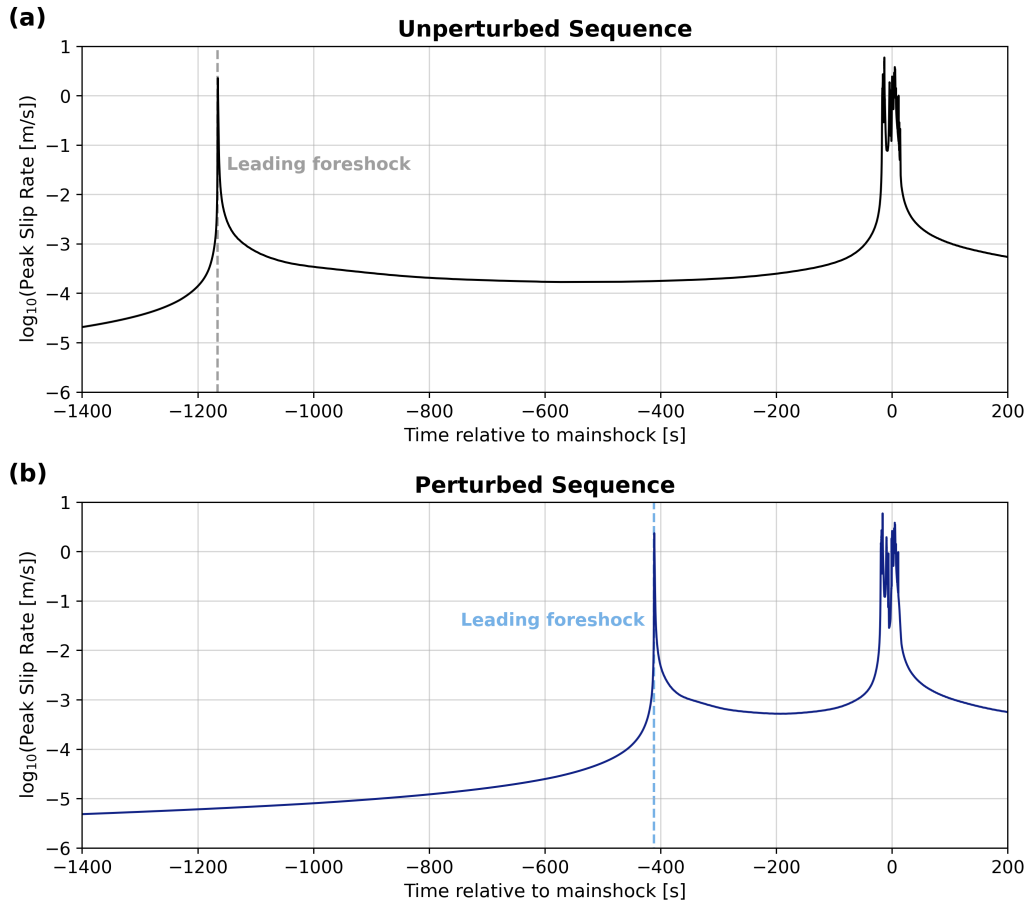 (a)
Unperturbed Sequence
log₁₀(Peak Slip Rate [m/s])
1
0
−1
−2
−3
−4
−5
−6
Leading foreshock
−1400 −1200 −1000 −800 −600 −400 −200 0 200
Time relative to mainshock [s]
(b)
Perturbed Sequence
log₁₀(Peak Slip Rate [m/s])
1
0
−1
−2
−3
−4
−5
−6
Leading foreshock
−1400 −1200 −1000 −800 −600 −400 −200 0 200
Time relative to mainshock [s]